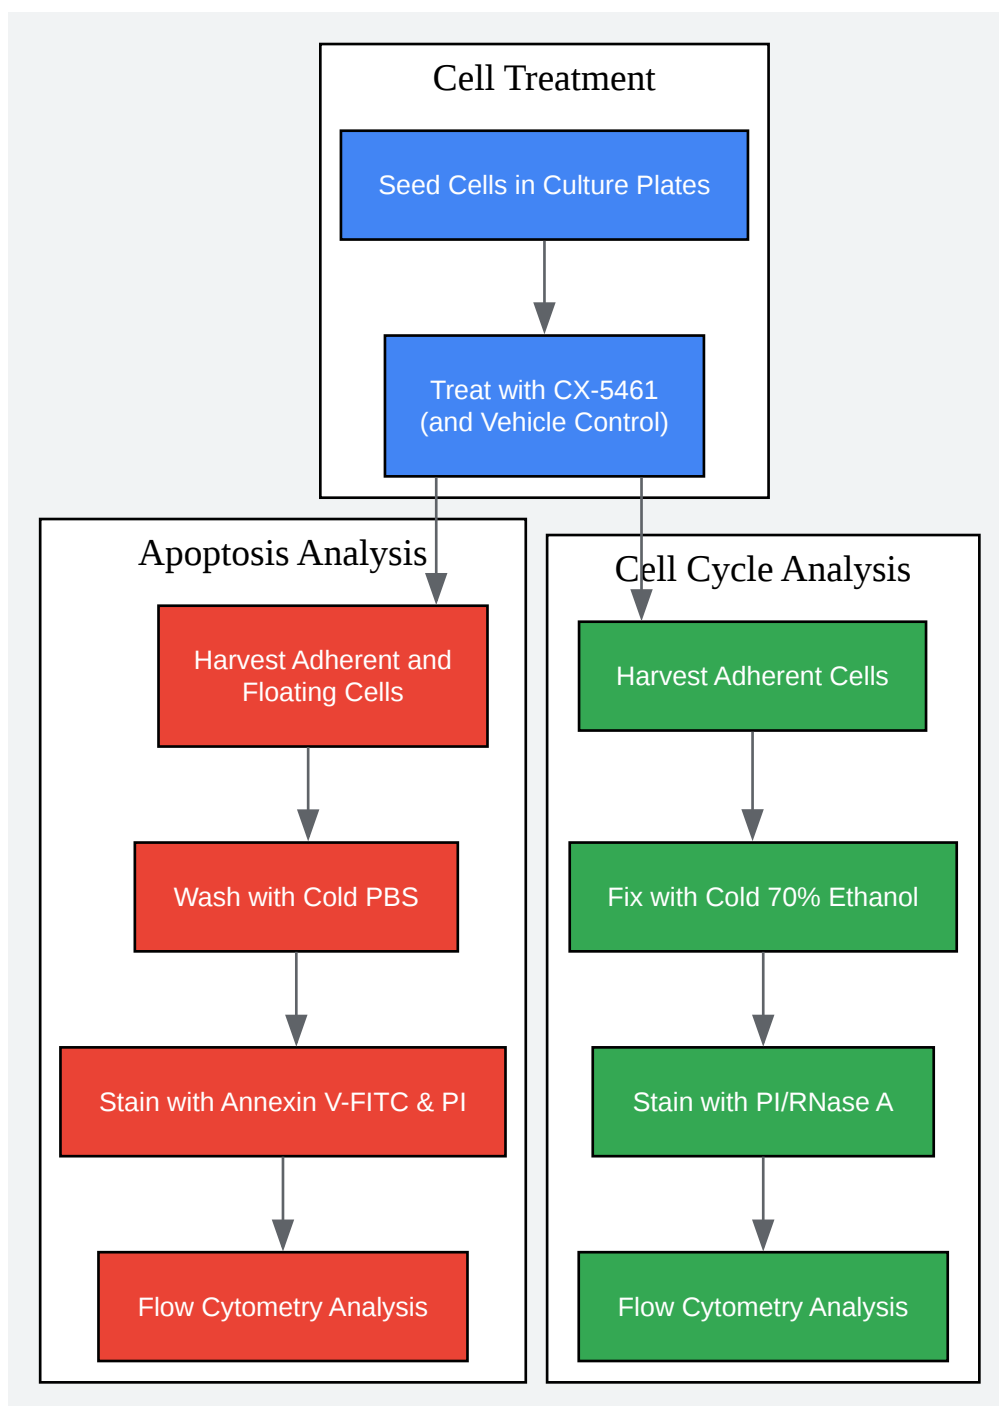 Cell Treatment
Seed Cells in Culture Plates
Treat with CX-5461
(and Vehicle Control)
Apoptosis Analysis
Harvest Adherent and
Floating Cells
Wash with Cold PBS
Stain with Annexin V-FITC & PI
Flow Cytometry Analysis
Cell Cycle Analysis
Harvest Adherent Cells
Fix with Cold 70% Ethanol
Stain with PI/RNase A
Flow Cytometry Analysis